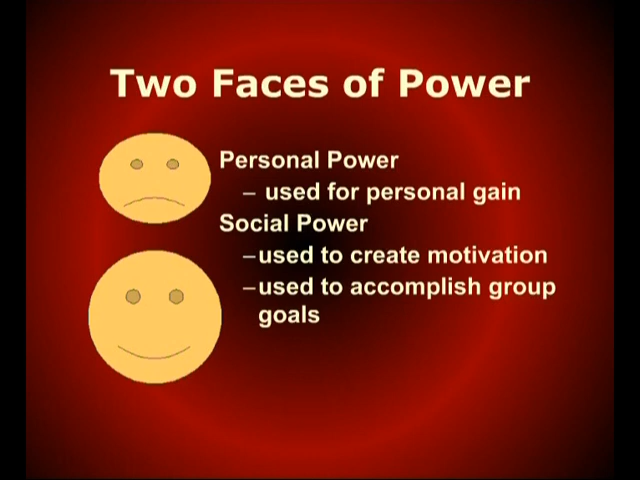 Two Faces of Power
Personal Power
– used for personal gain
Social Power
–used to create motivation
–used to accomplish group
goals